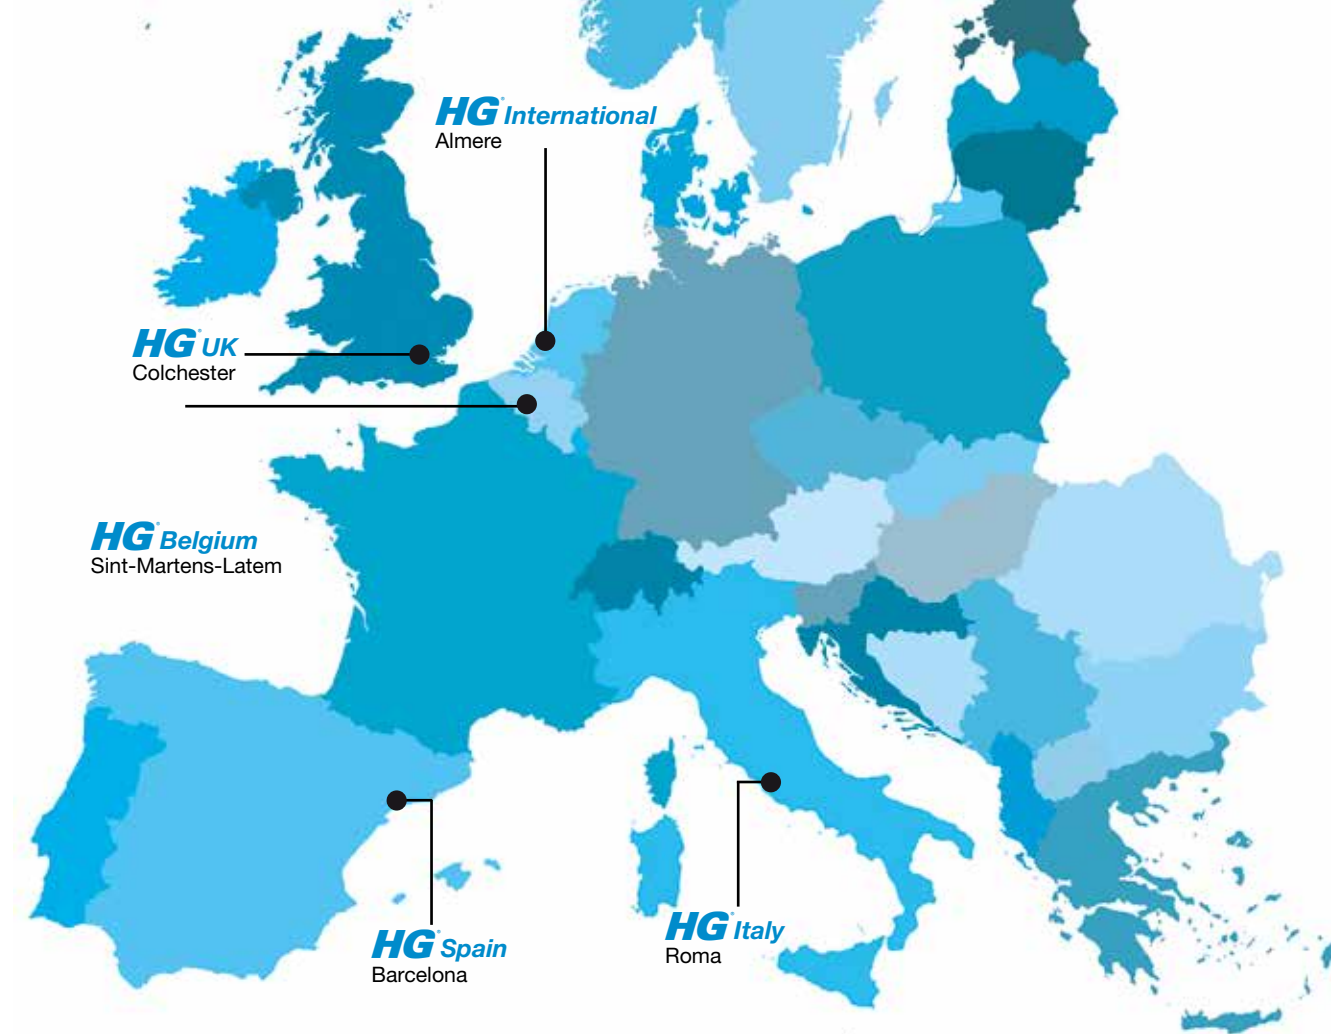 HG International
Almere
HG UK
Colchester
HG Belgium
Sint-Martens-Latem
HG Spain
Barcelona
HG Italy
Roma